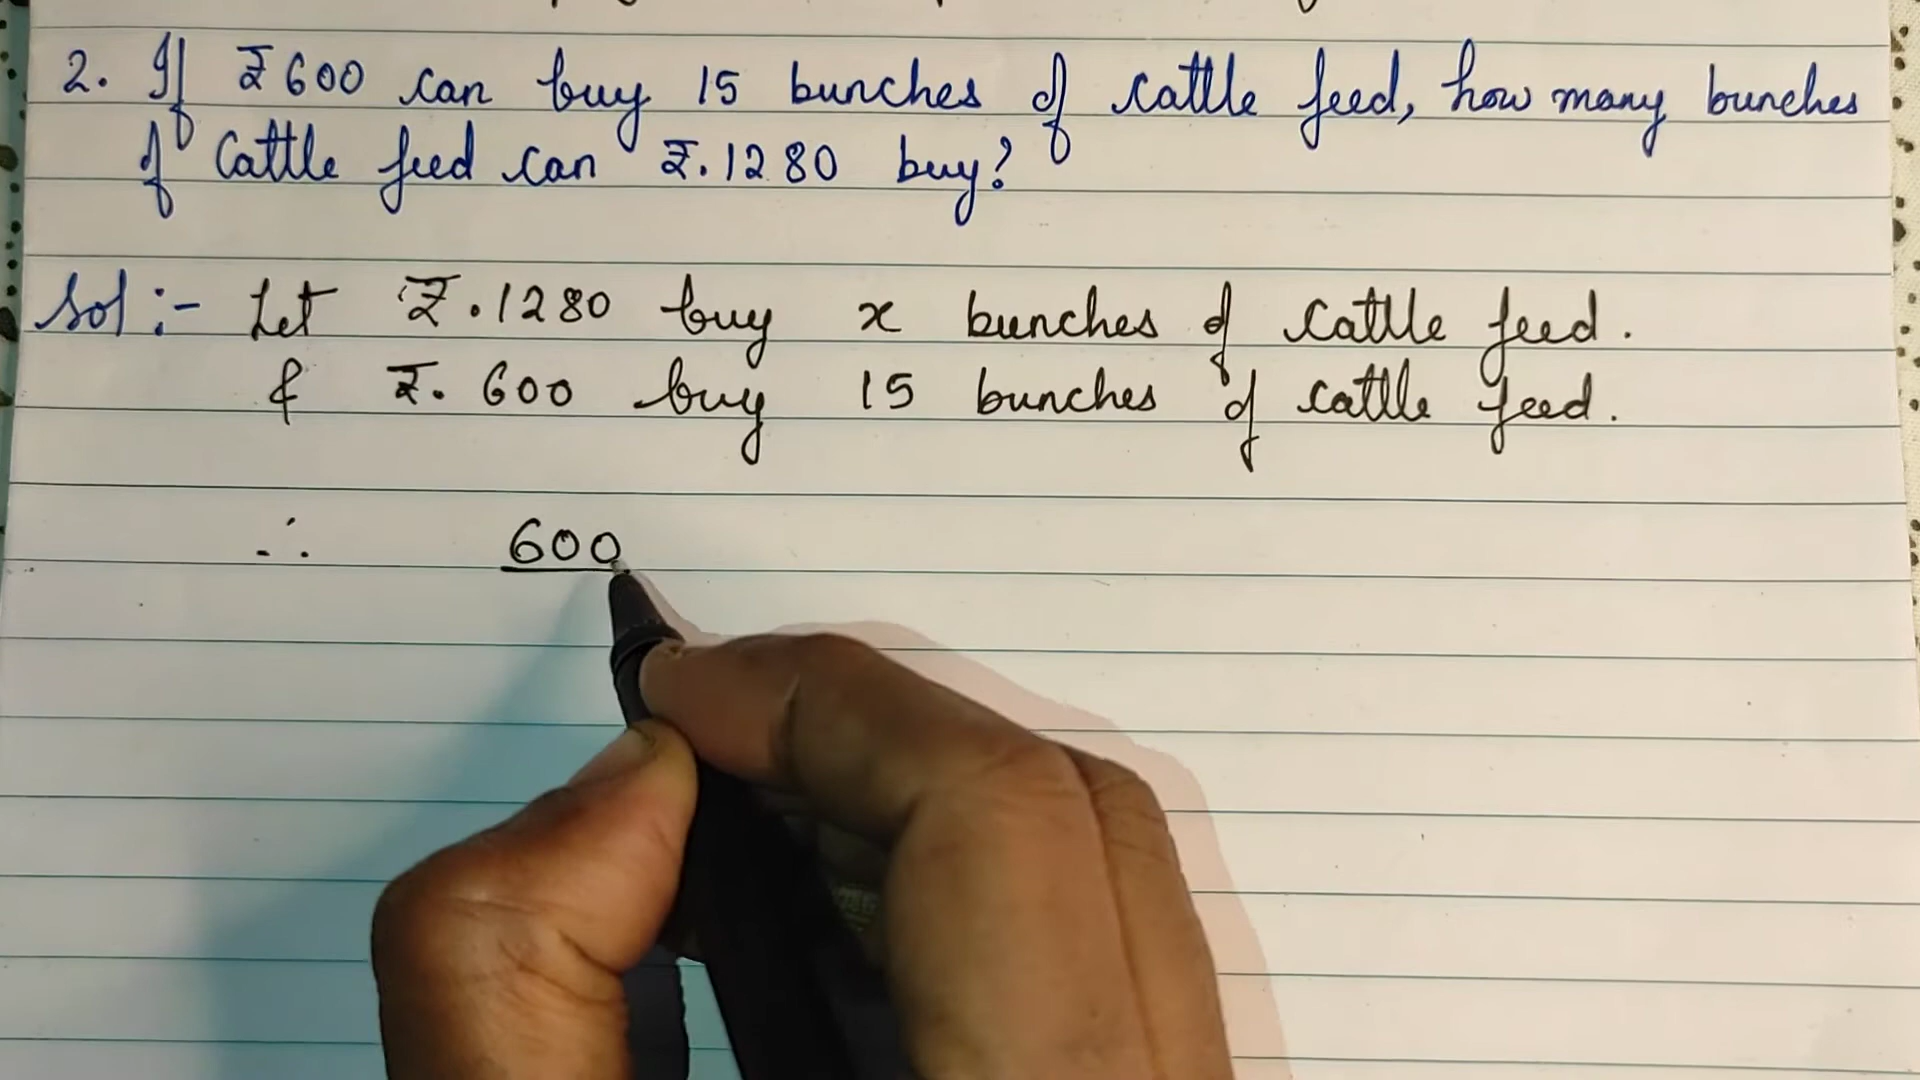 2. If ₹600 can buy 15 bunches of cattle feed, how many bunches
of Cattle feed can ₹.1280 buy?
Sol :- Let ₹.1280 buy x bunches of cattle feed.
& ₹. 600 buy 15 bunches of cattle feed.
∴ 600